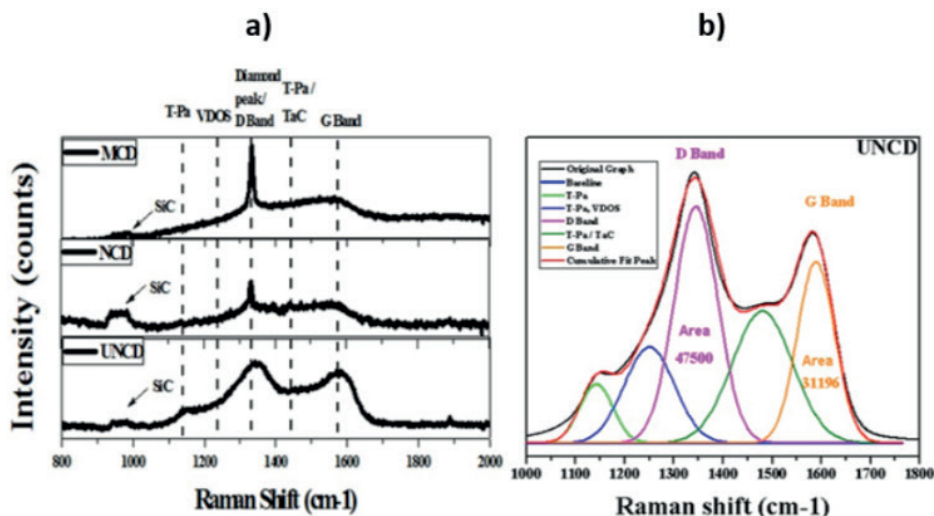 a)
Diamond
peak/
D Band
T-Pa
VDOS
T-Pa /
TaC
G Band
MCD
SiC
NCD
SiC
UNCD
SiC
Intensity (counts)
800 1000 1200 1400 1600 1800 2000
Raman Shift (cm-1)
b)
UNCD
D Band
G Band
Original Graph
Baseline
T-Pa
T-Pa, VDOS
D Band
T-Pa / TaC
G Band
Cumulative Fit Peak
Area
47500
Area
31196
1000 1100 1200 1300 1400 1500 1600 1700 1800
Raman shift (cm-1)